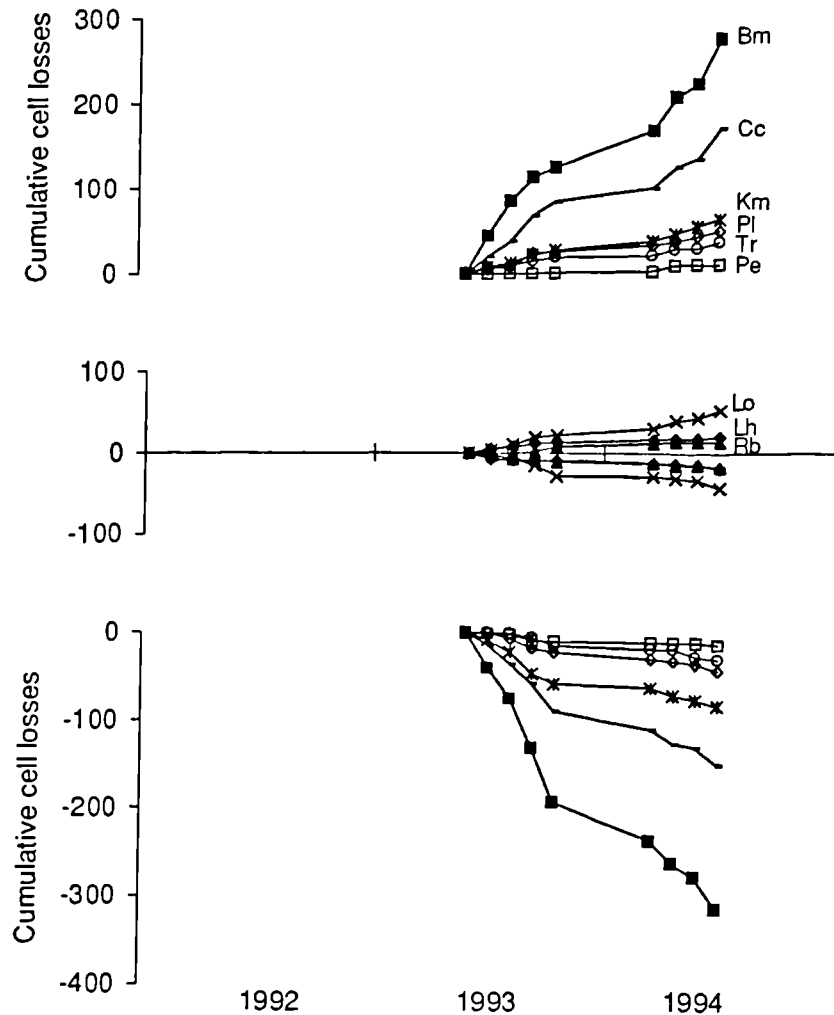 Cumulative cell losses
300
200
100
0
Bm
Cc
Km
Pl
Tr
Pe
100
0
-100
Lo
Lh
Rb
Cumulative cell losses
0
-100
-200
-300
-400
1992
1993
1994